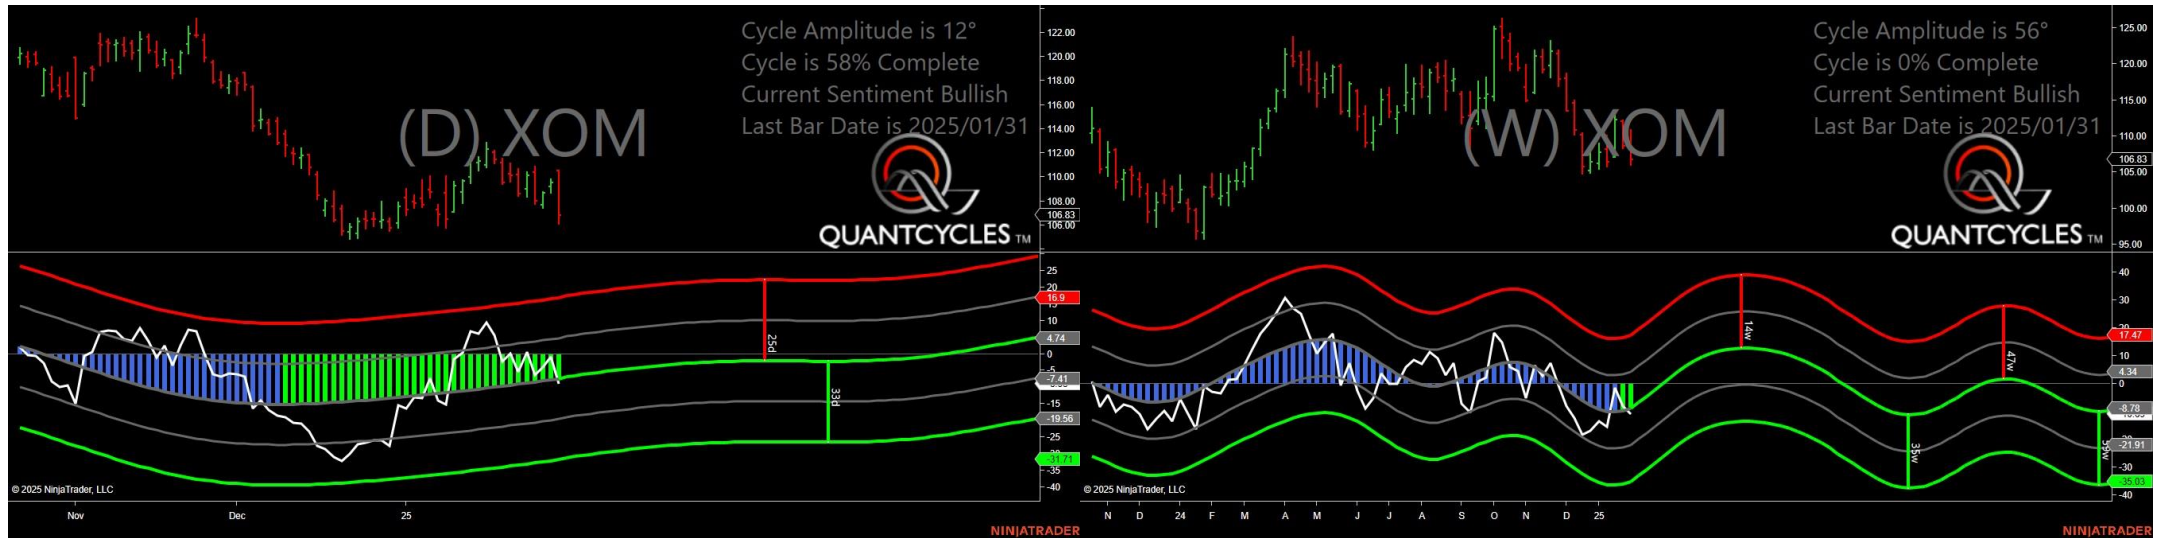 Cycle Amplitude is 12°
Cycle is 58% Complete
Current Sentiment Bullish
Last Bar Date is 2025/01/31
(D) XOM
QUANTCYCLES TM
122.00
120.00
118.00
116.00
114.00
112.00
110.00
108.00
106.83
106.00
25
20
16.9
15
10
4.74
0
-5
-7.41
-15
-19.56
-25
-31.71
-35
-40
25d
33d
© 2025 NinjaTrader, LLC
Nov
Dec
25
NINJATRADER
Cycle Amplitude is 56°
Cycle is 0% Complete
Current Sentiment Bullish
Last Bar Date is 2025/01/31
(W) XOM
QUANTCYCLES TM
125.00
120.00
115.00
110.00
106.83
105.00
100.00
95.00
40
30
17.47
10
4.34
0
-8.78
-21.91
-30
-35.03
-40
14w
47w
35w
59w
© 2025 NinjaTrader, LLC
N D 24 F M A M J J A S O N D 25
NINJATRADER